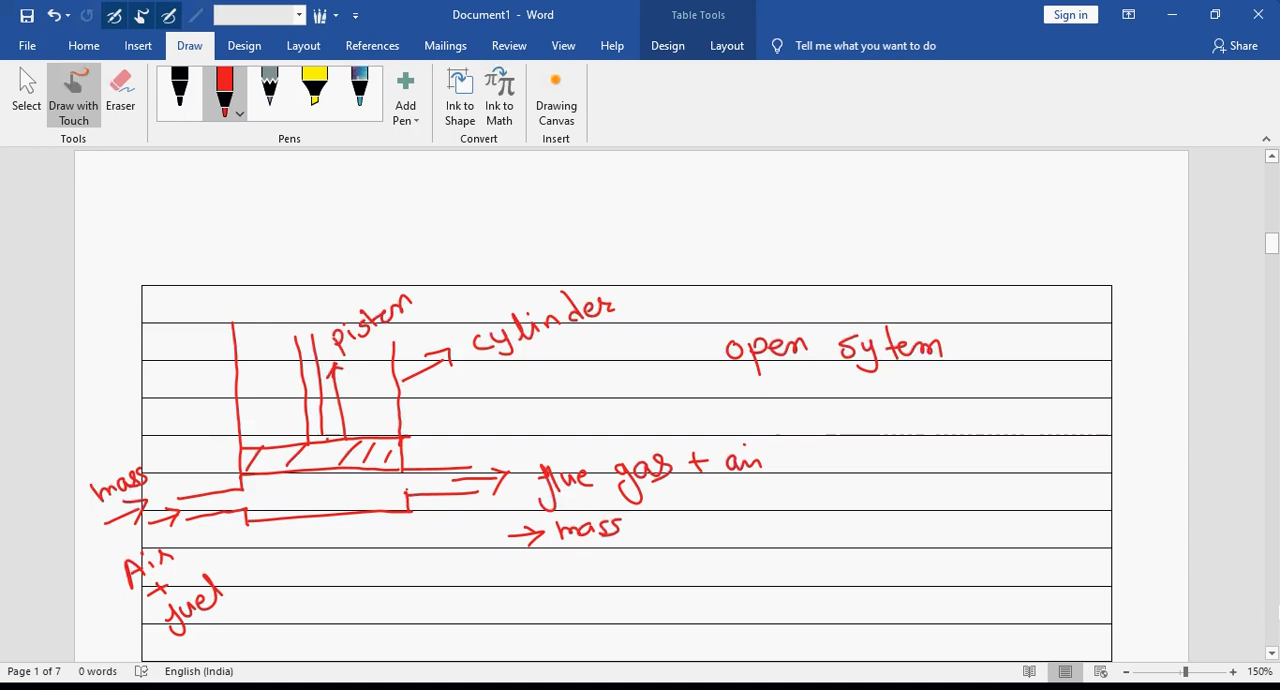 Document1 - Word
Table Tools
Sign in
File Home Insert Draw Design Layout References Mailings Review View Help Design Layout Tell me what you want to do Share
Select Draw with Touch Eraser Add Pen Ink to Shape Ink to Math Drawing Canvas
Tools Pens Convert Insert
piston
cylinder
open sytem
mass
flue gas + air
→ mass
Air
+
fuel
Page 1 of 7 0 words English (India) 150%